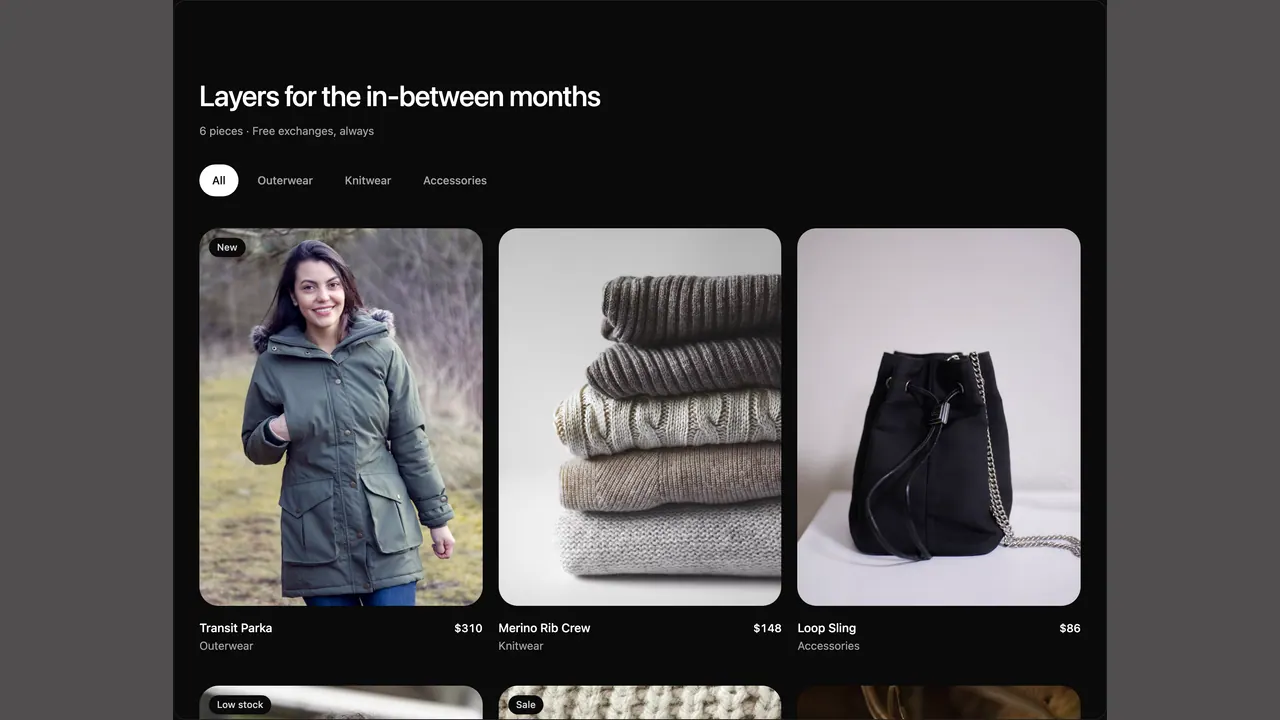 Layers for the in-between months
6 pieces · Free exchanges, always
All Outerwear Knitwear Accessories
New
Transit Parka $310
Outerwear
Merino Rib Crew $148
Knitwear
Loop Sling $86
Accessories
Low stock
Sale